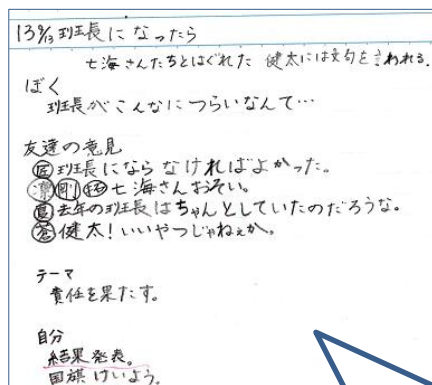 班長になったら
七海さんたちとはぐれた 健太には文句を言われる。
ぼく
班長がこんなにつらいなんて…
友達の意見
匠 班長にならなければよかった。
凛 剛 七海さんおそい。
去年の班長はちゃんとしていたのだろうな。
蒼 健太!いいやつじゃねぇか。
テーマ
責任を果たす。
自分
結果発表。
国旗けいよう。